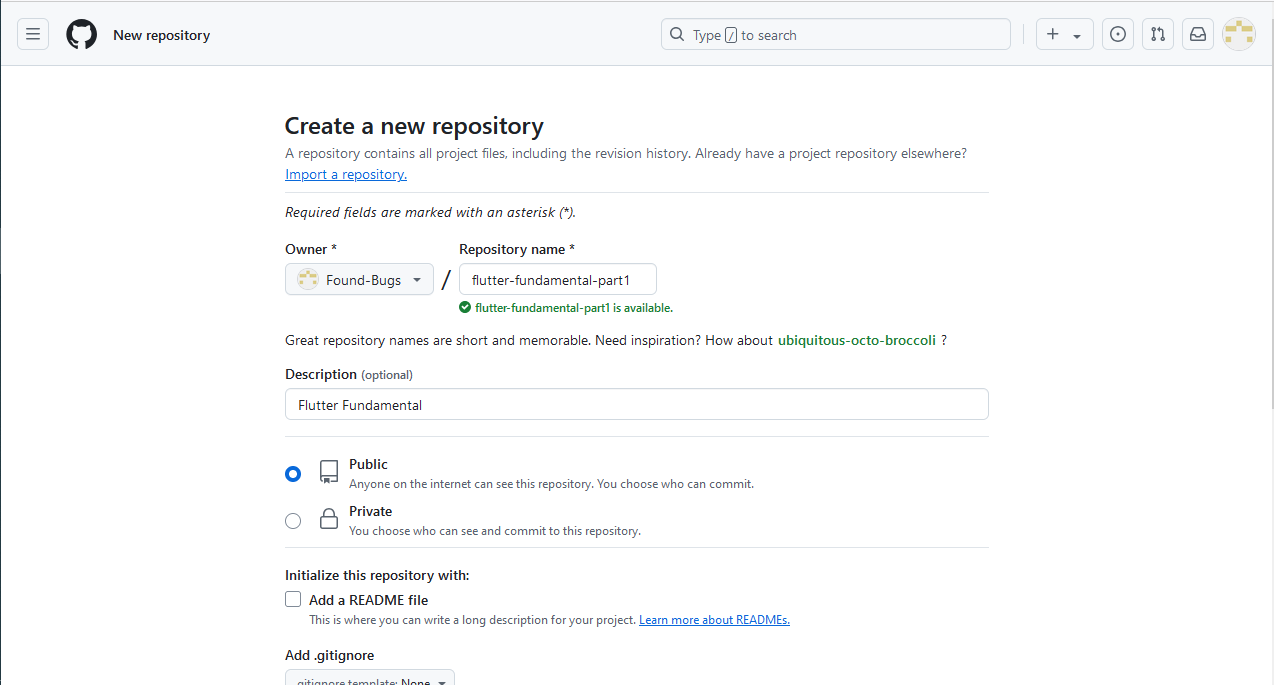 New repository
Type / to search
Create a new repository
A repository contains all project files, including the revision history. Already have a project repository elsewhere?
Import a repository.
Required fields are marked with an asterisk (*).
Owner * Repository name *
Found-Bugs / flutter-fundamental-part1
flutter-fundamental-part1 is available.
Great repository names are short and memorable. Need inspiration? How about ubiquitous-octo-broccoli ?
Description (optional)
Flutter Fundamental
Public
Anyone on the internet can see this repository. You choose who can commit.
Private
You choose who can see and commit to this repository.
Initialize this repository with:
Add a README file
This is where you can write a long description for your project. Learn more about READMEs.
Add .gitignore
.gitignore template: None